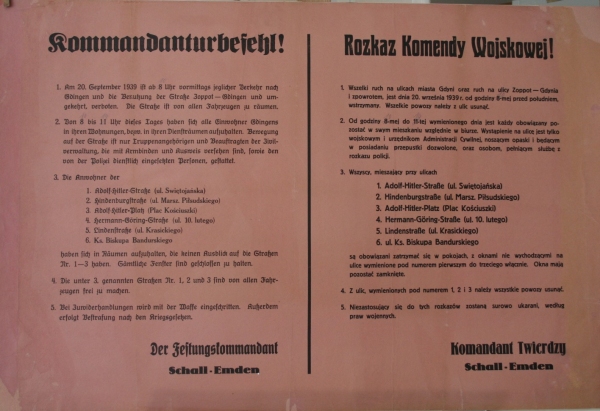 Kommandanturbefehl!
1. Am 20. September 1939 ist ab 8 Uhr vormittags jeglicher Verkehr nach
Gdingen und die Benutzung der Straße Zoppot—Gdingen und um-
gekehrt, verboten. Die Straße ist von allen Fahrzeugen zu räumen.
2. Von 8 bis 11 Uhr dieses Tages haben sich alle Einwohner Gdingens
in ihren Wohnungen, bzw. in ihren Diensträumen aufzuhalten. Bewegung
auf der Straße ist nur Truppenangehörigen und Beauftragten der Zivil-
verwaltung, die mit Armbinden und Ausweis versehen sind, sowie den
von der Polizei dienstlich eingesetzten Personen, gestattet.
3. Die Anwohner der
1. Adolf-Hitler-Straße (ul. Swiętojańska)
2. Hindenburgstraße (ul. Marsz. Piłsudskiego)
3. Adolf-Hitler-Platz (Plac Kościuszki)
4. Hermann-Göring-Straße (ul. 10. lutego)
5. Lindenstraße (ul. Krasickiego)
6. Ks. Biskupa Bandurskiego
haben sich in Räumen aufzuhalten, die keinen Ausblick auf die Straßen
Nr. 1—3 haben. Sämtliche Fenster sind geschlossen zu halten.
4. Die unter 3. genannten Straßen Nr. 1, 2 und 3 sind von allen Fahr-
zeugen frei zu machen.
5. Bei Zuwiderhandlungen wird mit der Waffe eingeschritten. Außerdem
erfolgt Bestrafung nach den Kriegsgesetzen.
Der Festungskommandant
Schall-Emden
Rozkaz Komendy Wojskowej!
1. Wszelki ruch na ulicach miasta Gdyni oraz ruch na ulicy Zoppot—Gdynia
i zpowrotem, jest dnia 20. września 1939 r. od godziny 8-mej przed południem,
wstrzymany. Wszelkie powozy należy z ulic usunąć.
2. Od godziny 8-mej do 11-tej wymienionego dnia jest każdy obowiązany po-
zostać w swym mieszkaniu względnie w biurze. Wystąpienie na ulicę jest tylko
wojskowym i urzędnikom Administracji Cywilnej, noszącym opaski i będącym
w posiadaniu przepustki dozwolone, oraz osobom, pełniącym służbę z
rozkazu policji.
3. Wszyscy, mieszkający przy ulicach
1. Adolf-Hitler-Straße (ul. Swiętojańska)
2. Hindenburgstraße (ul. Marsz. Piłsudskiego)
3. Adolf-Hitler-Platz (Plac Kościuszki)
4. Hermann-Göring-Straße (ul. 10. lutego)
5. Lindenstraße (ul. Krasickiego)
6. ul. Ks. Biskupa Bandurskiego
są obowiązani zatrzymać się w pokojach, z oknami nie wychodzącymi na
ulice wymienione pod numerem pierwszym do trzeciego włącznie. Okna mają
pozostać zamknięte.
4. Z ulic, wymienionych pod numerem 1, 2 i 3 należy wszystkie powozy usunąć.
5. Niezastosujący się do tych rozkazów zostaną surowo ukarani, według
praw wojennych.
Komandant Twierdzy
Schall-Emden